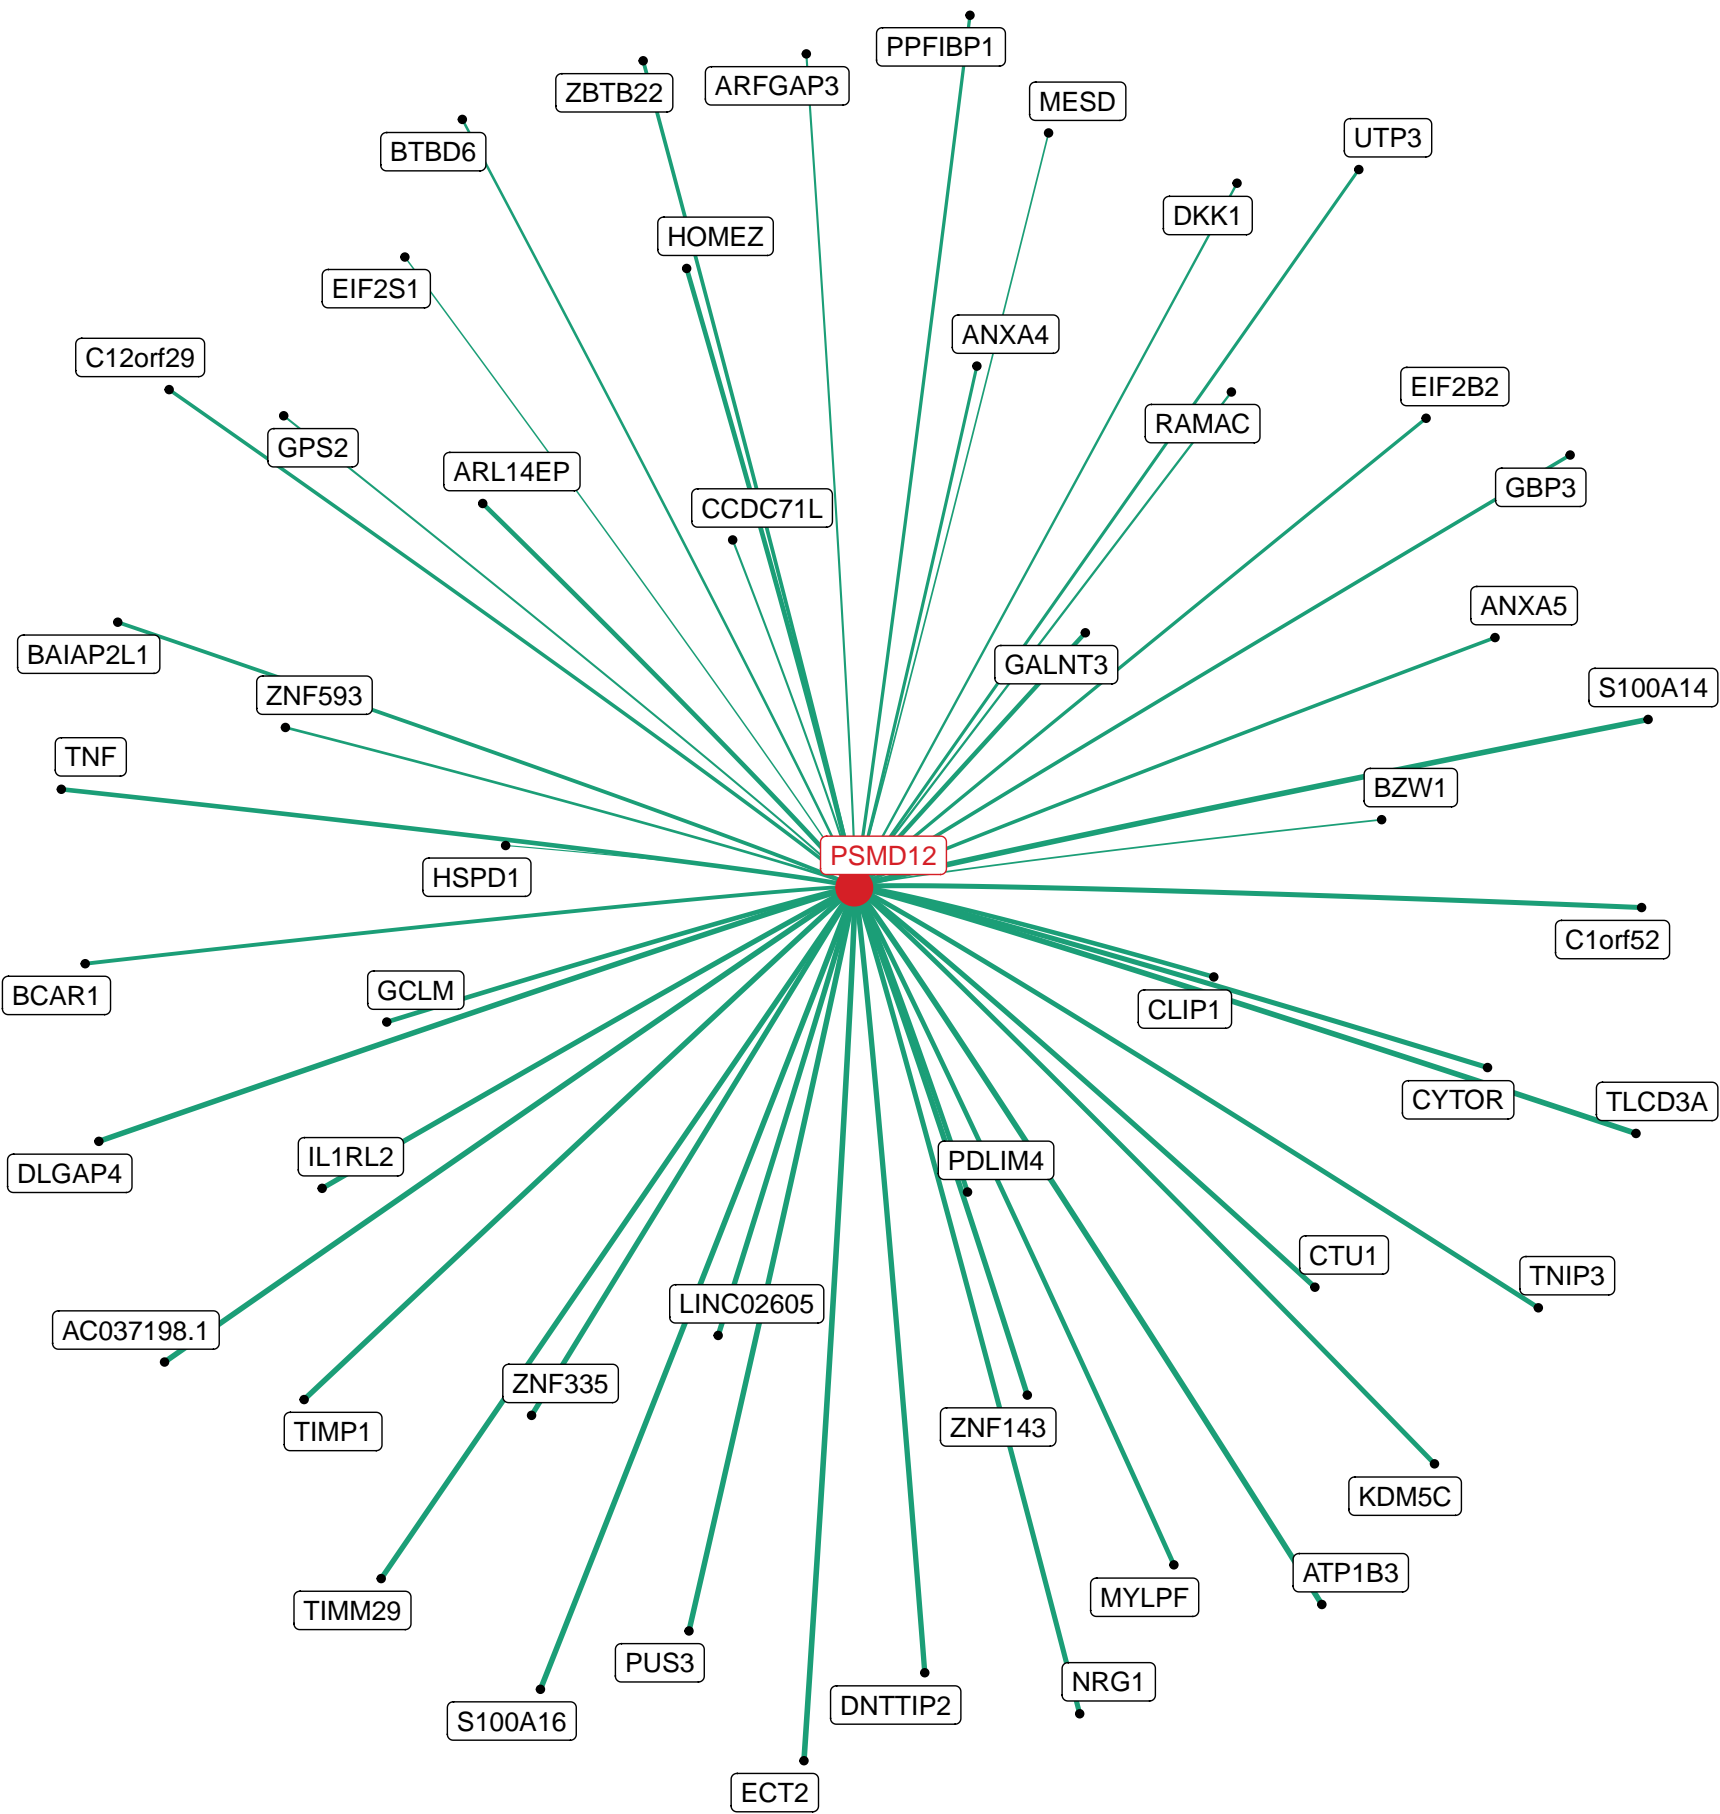 PPFIBP1
ZBTB22
ARFGAP3
MESD
UTP3
BTBD6
DKK1
HOMEZ
EIF2S1
ANXA4
C12orf29
EIF2B2
RAMAC
GPS2
ARL14EP
GBP3
CCDC71L
ANXA5
BAIAP2L1
GALNT3
ZNF593
S100A14
TNF
BZW1
PSMD12
HSPD1
C1orf52
GCLM
BCAR1
CLIP1
CYTOR
TLCD3A
IL1RL2
PDLIM4
DLGAP4
CTU1
TNIP3
LINC02605
AC037198.1
ZNF335
ZNF143
TIMP1
KDM5C
ATP1B3
MYLPF
TIMM29
PUS3
NRG1
DNTTIP2
S100A16
ECT2